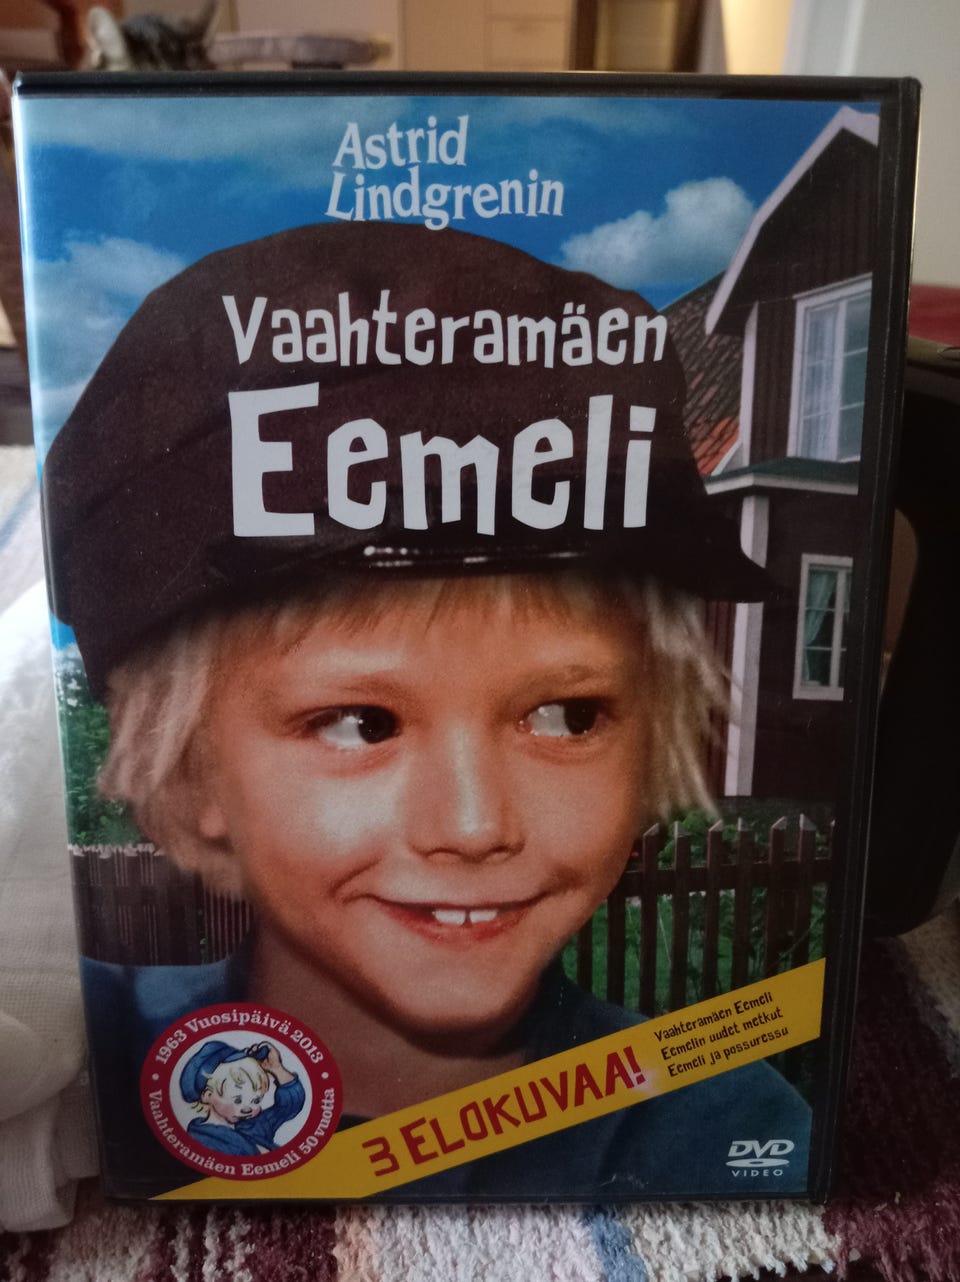 Astrid
Lindgrenin
Vaahteramäen
Eemeli
1963 Vuosipäivä 2013
Vaahteramäen Eemeli 50 vuotta
3 ELOKUVAA!
Vaahteramäen Eemeli
Eemelin uudet metkut
Eemeli ja possuressu
DVD
VIDEO